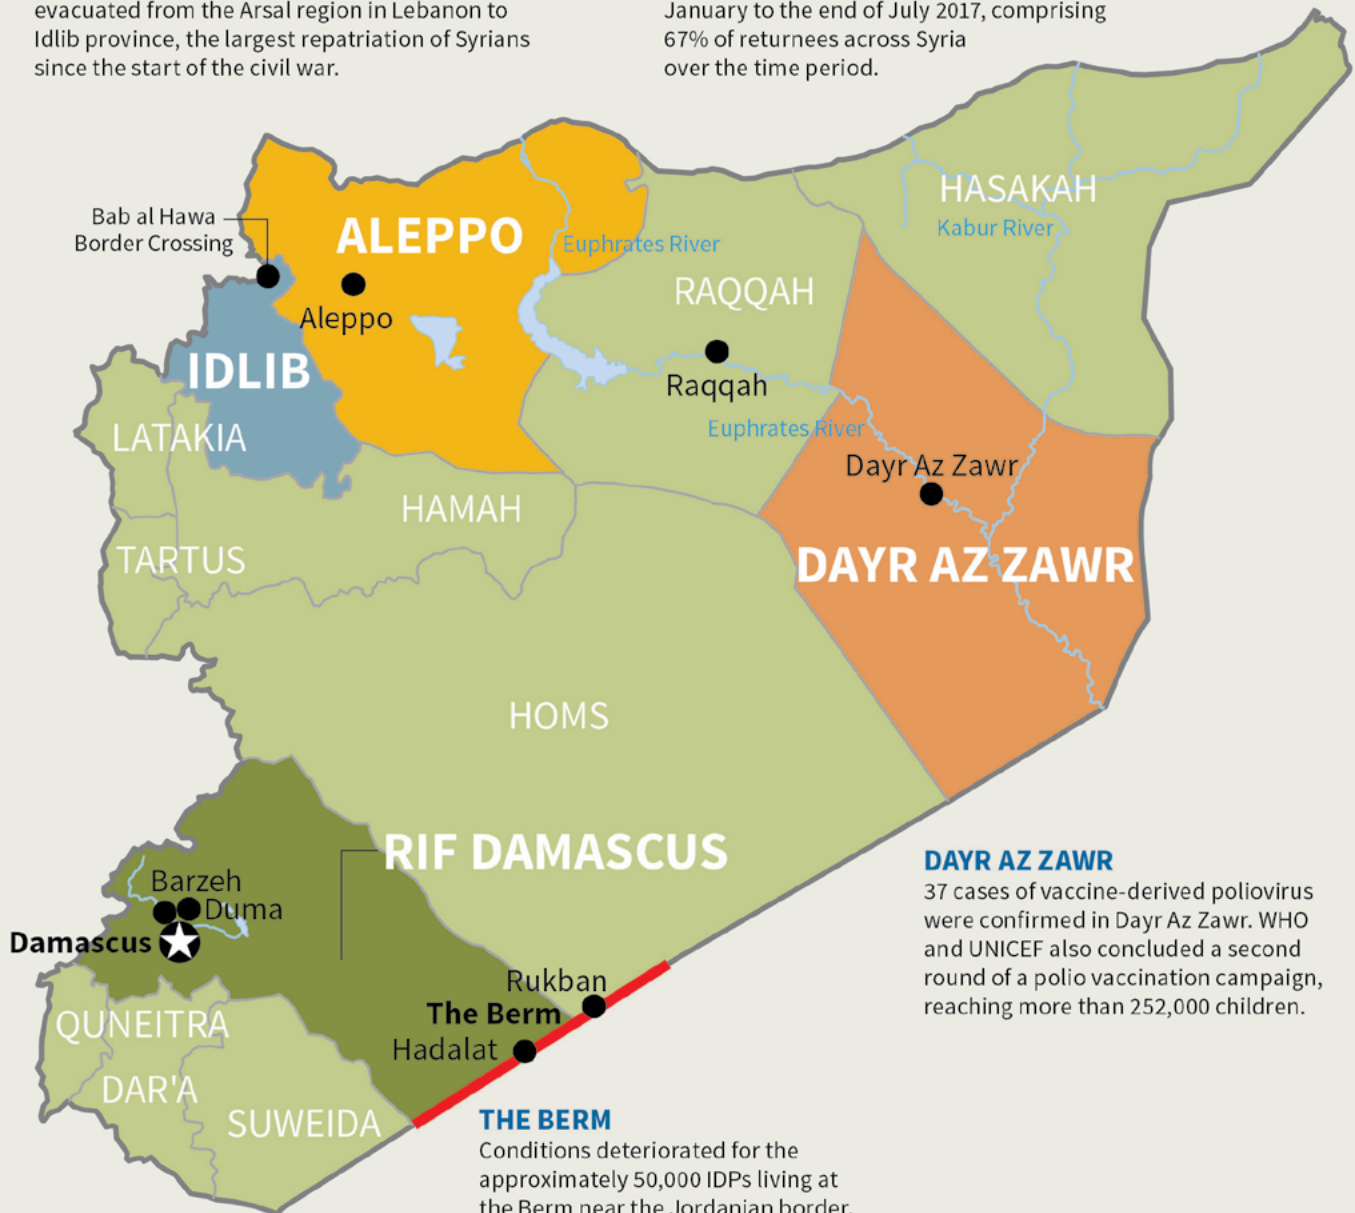 evacuated from the Arsal region in Lebanon to
Idlib province, the largest repatriation of Syrians
since the start of the civil war.
January to the end of July 2017, comprising
67% of returnees across Syria
over the time period.
HASAKAH
Kabur River
Bab al Hawa
Border Crossing
ALEPPO
Euphrates River
RAQQAH
Aleppo
IDLIB
Raqqah
Euphrates River
LATAKIA
Dayr Az Zawr
HAMAH
TARTUS
DAYR AZ ZAWR
HOMS
RIF DAMASCUS
Barzeh
Duma
Damascus
DAYR AZ ZAWR
37 cases of vaccine-derived poliovirus
were confirmed in Dayr Az Zawr. WHO
and UNICEF also concluded a second
round of a polio vaccination campaign,
reaching more than 252,000 children.
Rukban
The Berm
Hadalat
QUNEITRA
DAR'A
SUWEIDA
THE BERM
Conditions deteriorated for the
approximately 50,000 IDPs living at
the Berm near the Jordanian border.